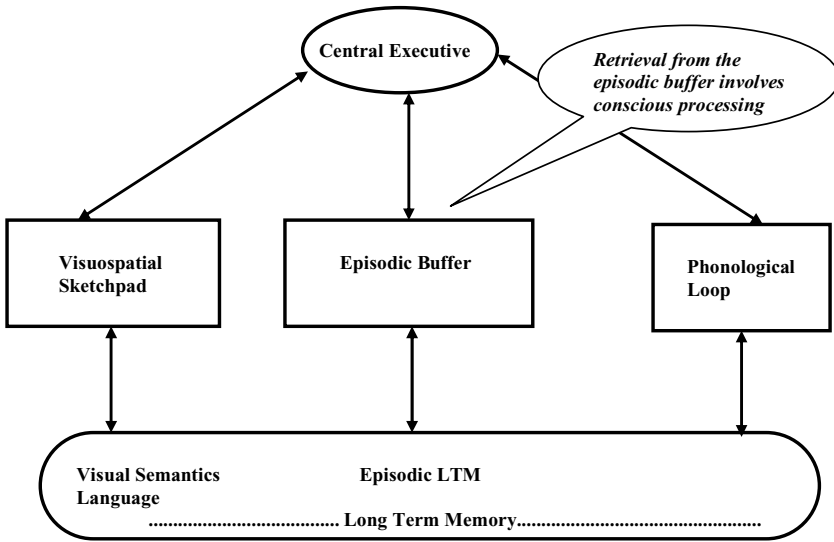 Central Executive
Retrieval from the
episodic buffer involves
conscious processing
Visuospatial
Sketchpad
Episodic Buffer
Phonological
Loop
Visual Semantics
Language
Episodic LTM
....................................... Long Term Memory..................................................